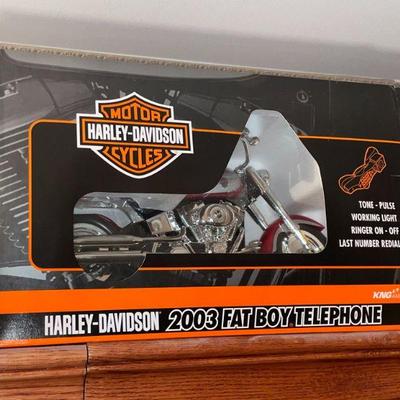 MOTOR
HARLEY-DAVIDSON
CYCLES
TONE - PULSE
WORKING LIGHT
RINGER ON - OFF
LAST NUMBER REDIAL
KNG
HARLEY-DAVIDSON 2003 FAT BOY TELEPHONE